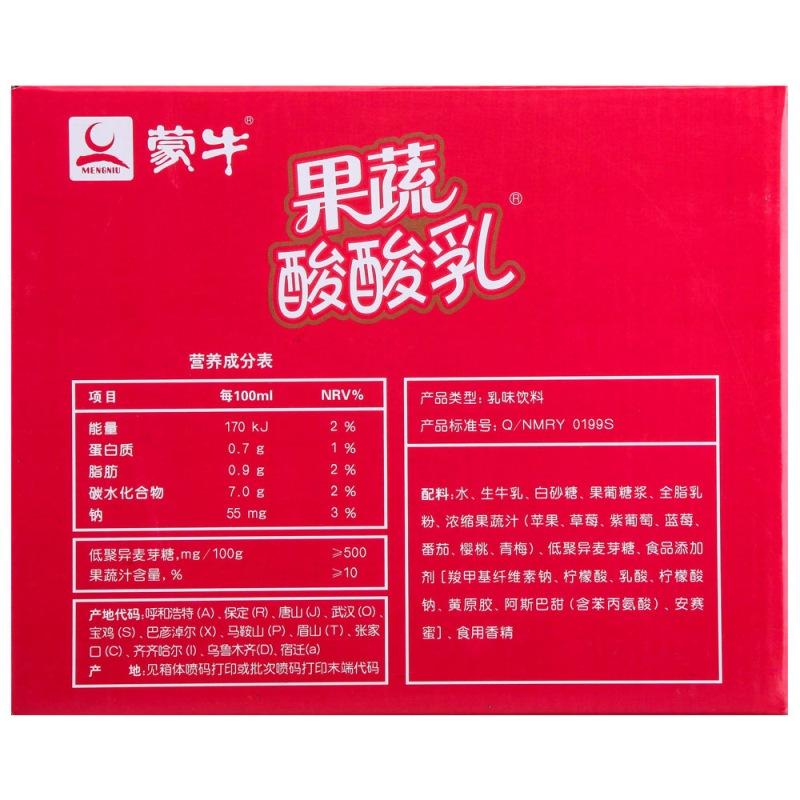 MENGNIU
蒙牛®
果蔬
酸酸乳®
营养成分表
项目 每100ml NRV%
能量 170 kJ 2 %
蛋白质 0.7 g 1 %
脂肪 0.9 g 2 %
碳水化合物 7.0 g 2 %
钠 55 mg 3 %
低聚异麦芽糖,mg/100g ≥500
果蔬汁含量, % ≥10
产地代码:呼和浩特(A)、保定(R)、唐山(J)、武汉(O)、
宝鸡(S)、巴彦淖尔(X)、马鞍山(P)、眉山(T)、张家
口(C)、齐齐哈尔(I)、乌鲁木齐(D)、宿迁(a)
产 地:见箱体喷码打印或批次喷码打印末端代码
产品类型: 乳味饮料
产品标准号: Q/NMRY 0199S
配料:水、生牛乳、白砂糖、果葡糖浆、全脂乳
粉、浓缩果蔬汁(苹果、草莓、紫葡萄、蓝莓、
番茄、樱桃、青梅)、低聚异麦芽糖、食品添加
剂[羧甲基纤维素钠、柠檬酸、乳酸、柠檬酸
钠、黄原胶、阿斯巴甜(含苯丙氨酸)、安赛
蜜]、食用香精